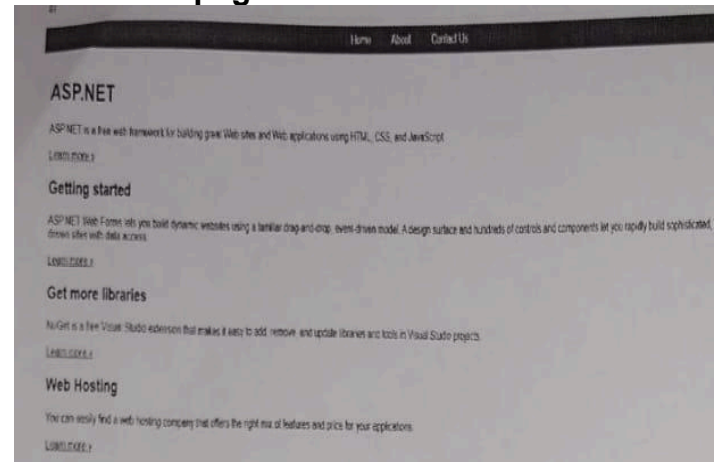 Home About Contact Us
ASP.NET
ASP.NET is a free web framework for building great Web sites and Web applications using HTML, CSS, and JavaScript
Learn more »
Getting started
ASP.NET Web Forms lets you build dynamic websites using a familiar drag-and-drop, event-driven model. A design surface and hundreds of controls and components let you rapidly build sophisticated,
driven sites with data access.
Learn more »
Get more libraries
NuGet is a free Visual Studio extension that makes it easy to add, remove, and update libraries and tools in Visual Studio projects.
Learn more »
Web Hosting
You can easily find a web hosting company that offers the right mix of features and price for your applications.
Learn more »